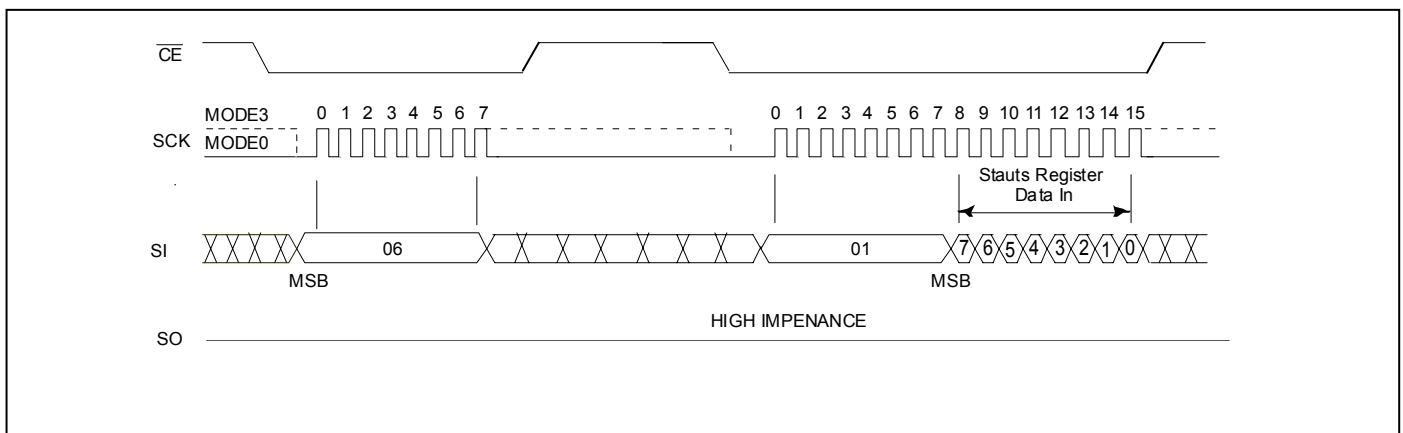 CE
MODE3
0 1 2 3 4 5 6 7
0 1 2 3 4 5 6 7 8 9 10 11 12 13 14 15
SCK
MODE0
Stauts Register
Data In
SI
06
01
7 6 5 4 3 2 1 0
MSB
MSB
HIGH IMPENANCE
SO